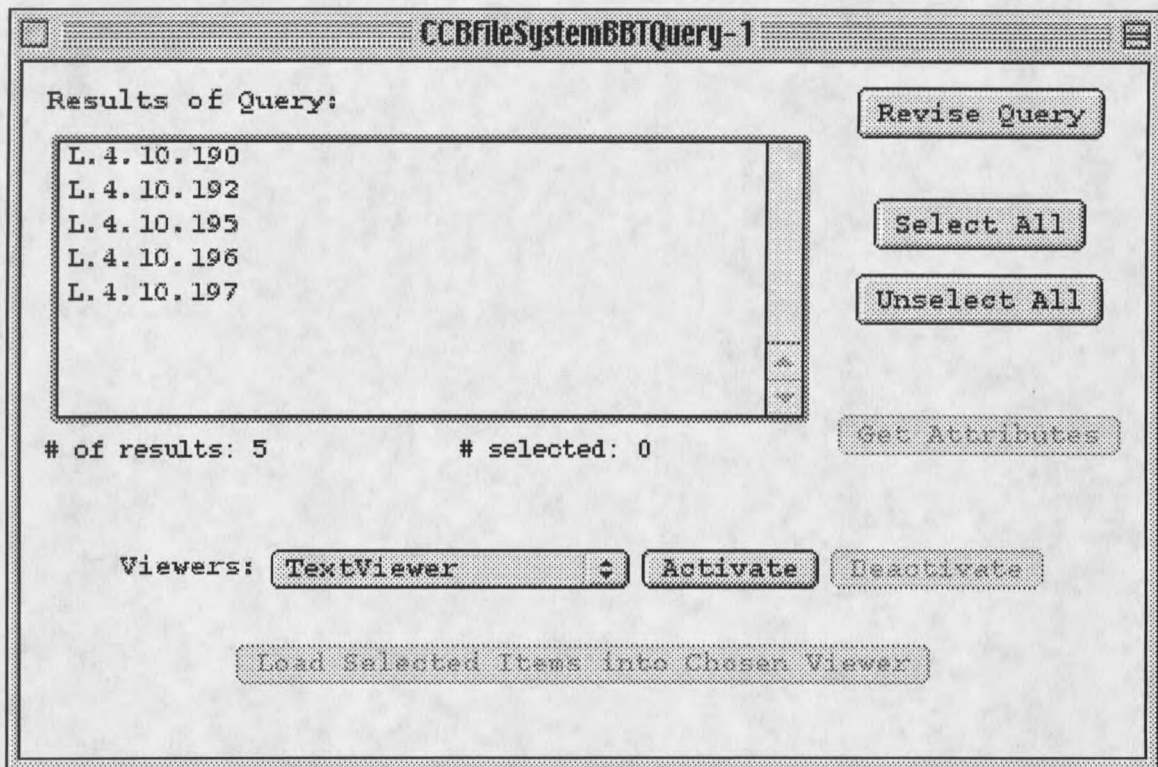 CCBFileSystemBBTQuery-1
Results of Query:
Revise Query
L.4.10.190
L.4.10.192
L.4.10.195
L.4.10.196
L.4.10.197
Select All
Unselect All
Get Attributes
# of results: 5 # selected: 0
Viewers: TextViewer Activate Deactivate
Load Selected Items into Chosen Viewer